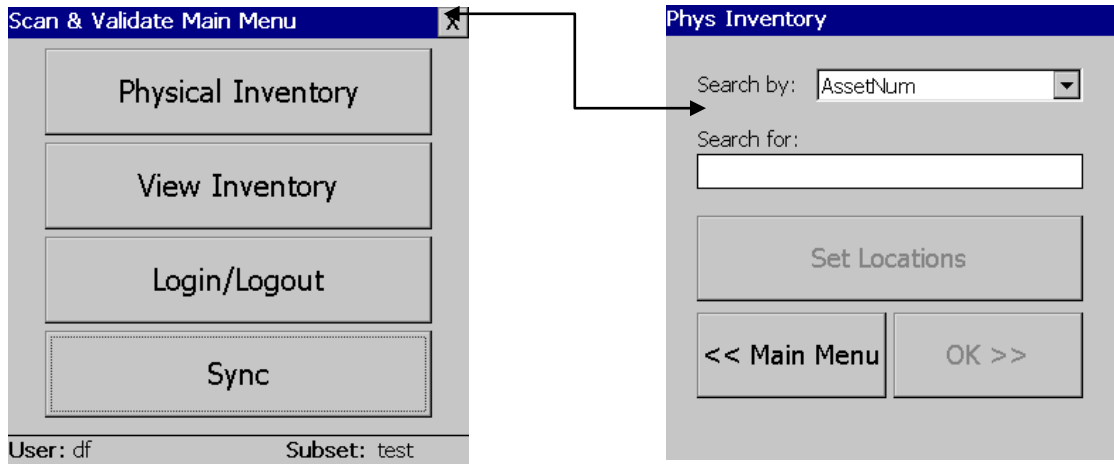 Scan & Validate Main Menu X
Physical Inventory
View Inventory
Login/Logout
Sync
User: df Subset: test
Phys Inventory
Search by: AssetNum
Search for:
Set Locations
<< Main Menu OK >>